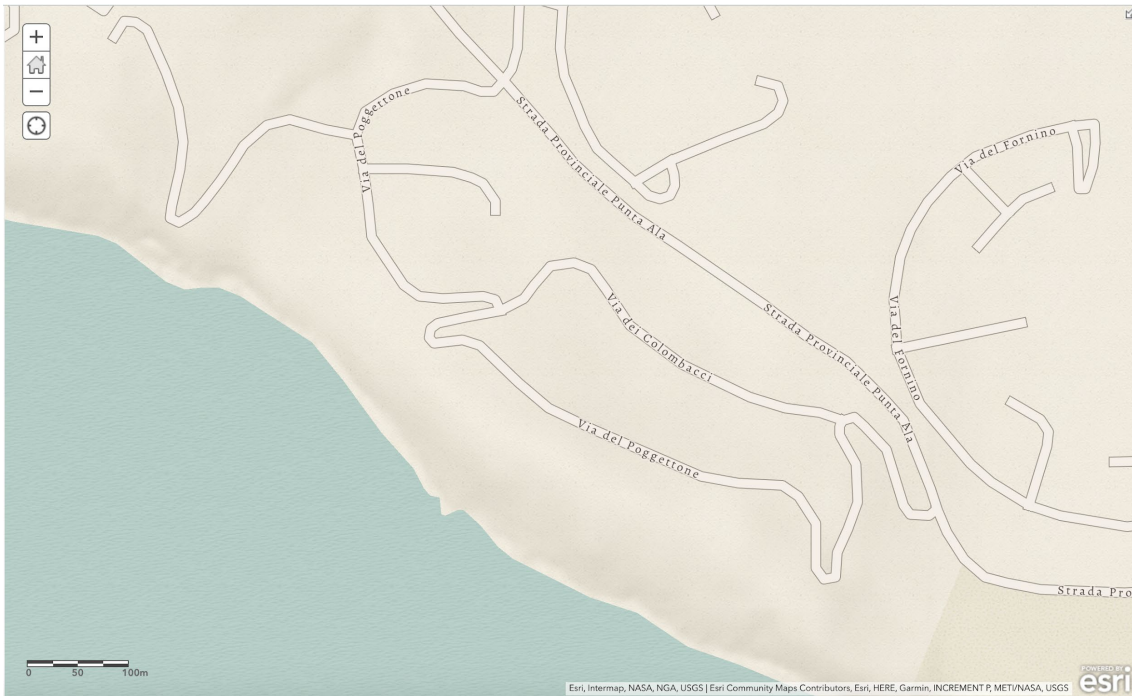 +
−
Via del Poggettone
Strada Provinciale Punta Ala
Via del Fornino
Via dei Colombacci
Strada Provinciale Punta Ala
Via del Fornino
Via del Poggettone
Strada Pro
0 50 100m
Esri, Intermap, NASA, NGA, USGS | Esri Community Maps Contributors, Esri, HERE, Garmin, INCREMENT P, METI/NASA, USGS
POWERED BY
esri